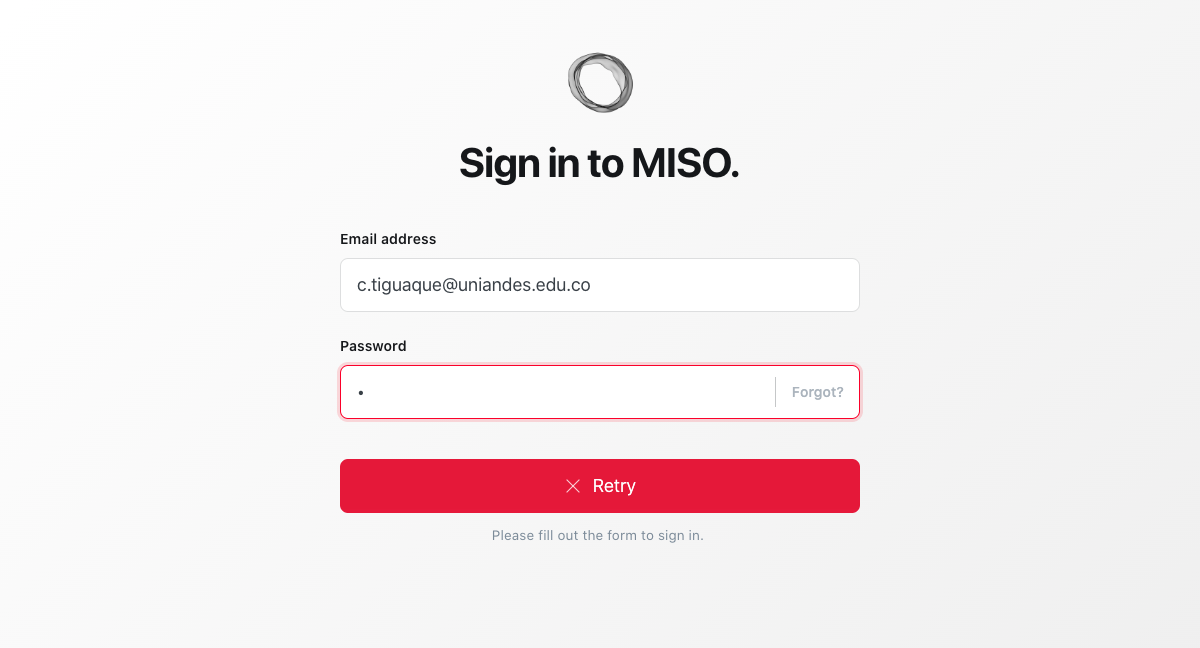 Sign in to MISO.
Email address
c.tiguaque@uniandes.edu.co
Password
• Forgot?
Retry
Please fill out the form to sign in.